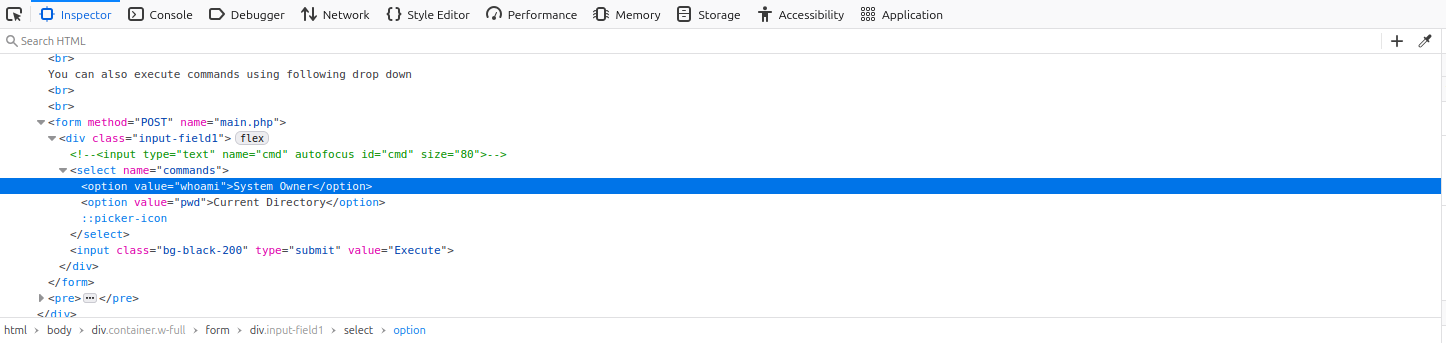 Inspector Console Debugger Network Style Editor Performance Memory Storage Accessibility Application
Search HTML
<br>
You can also execute commands using following drop down
<br>
<br>
<form method="POST" name="main.php">
<div class="input-field1"> flex
<!--<input type="text" name="cmd" autofocus id="cmd" size="80">-->
<select name="commands">
<option value="whoami">System Owner</option>
<option value="pwd">Current Directory</option>
::picker-icon
</select>
<input class="bg-black-200" type="submit" value="Execute">
</div>
</form>
<pre>···</pre>
</div>
html › body › div.container.w-full › form › div.input-field1 › select › option